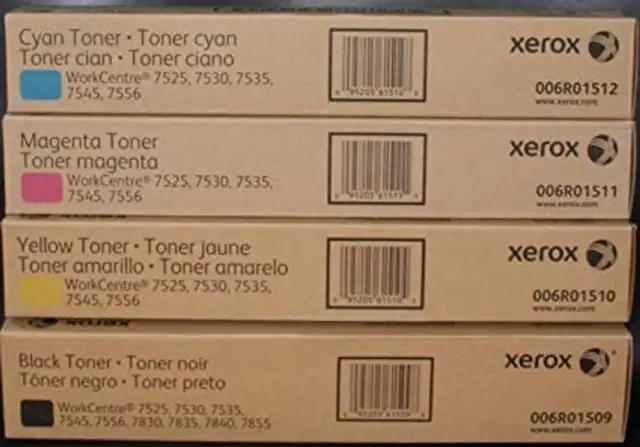 Cyan Toner • Toner cyan
Toner cian • Toner ciano
WorkCentre® 7525, 7530, 7535,
7545, 7556
xerox
006R01512
www.xerox.com
Magenta Toner
Toner magenta
WorkCentre® 7525, 7530, 7535,
7545, 7556
xerox
006R01511
www.xerox.com
Yellow Toner • Toner jaune
Toner amarillo • Toner amarelo
WorkCentre® 7525, 7530, 7535,
7545, 7556
xerox
006R01510
www.xerox.com
Black Toner • Toner noir
Tóner negro • Toner preto
WorkCentre® 7525, 7530, 7535,
7545, 7556, 7830, 7835, 7840, 7855
xerox
006R01509
www.xerox.com